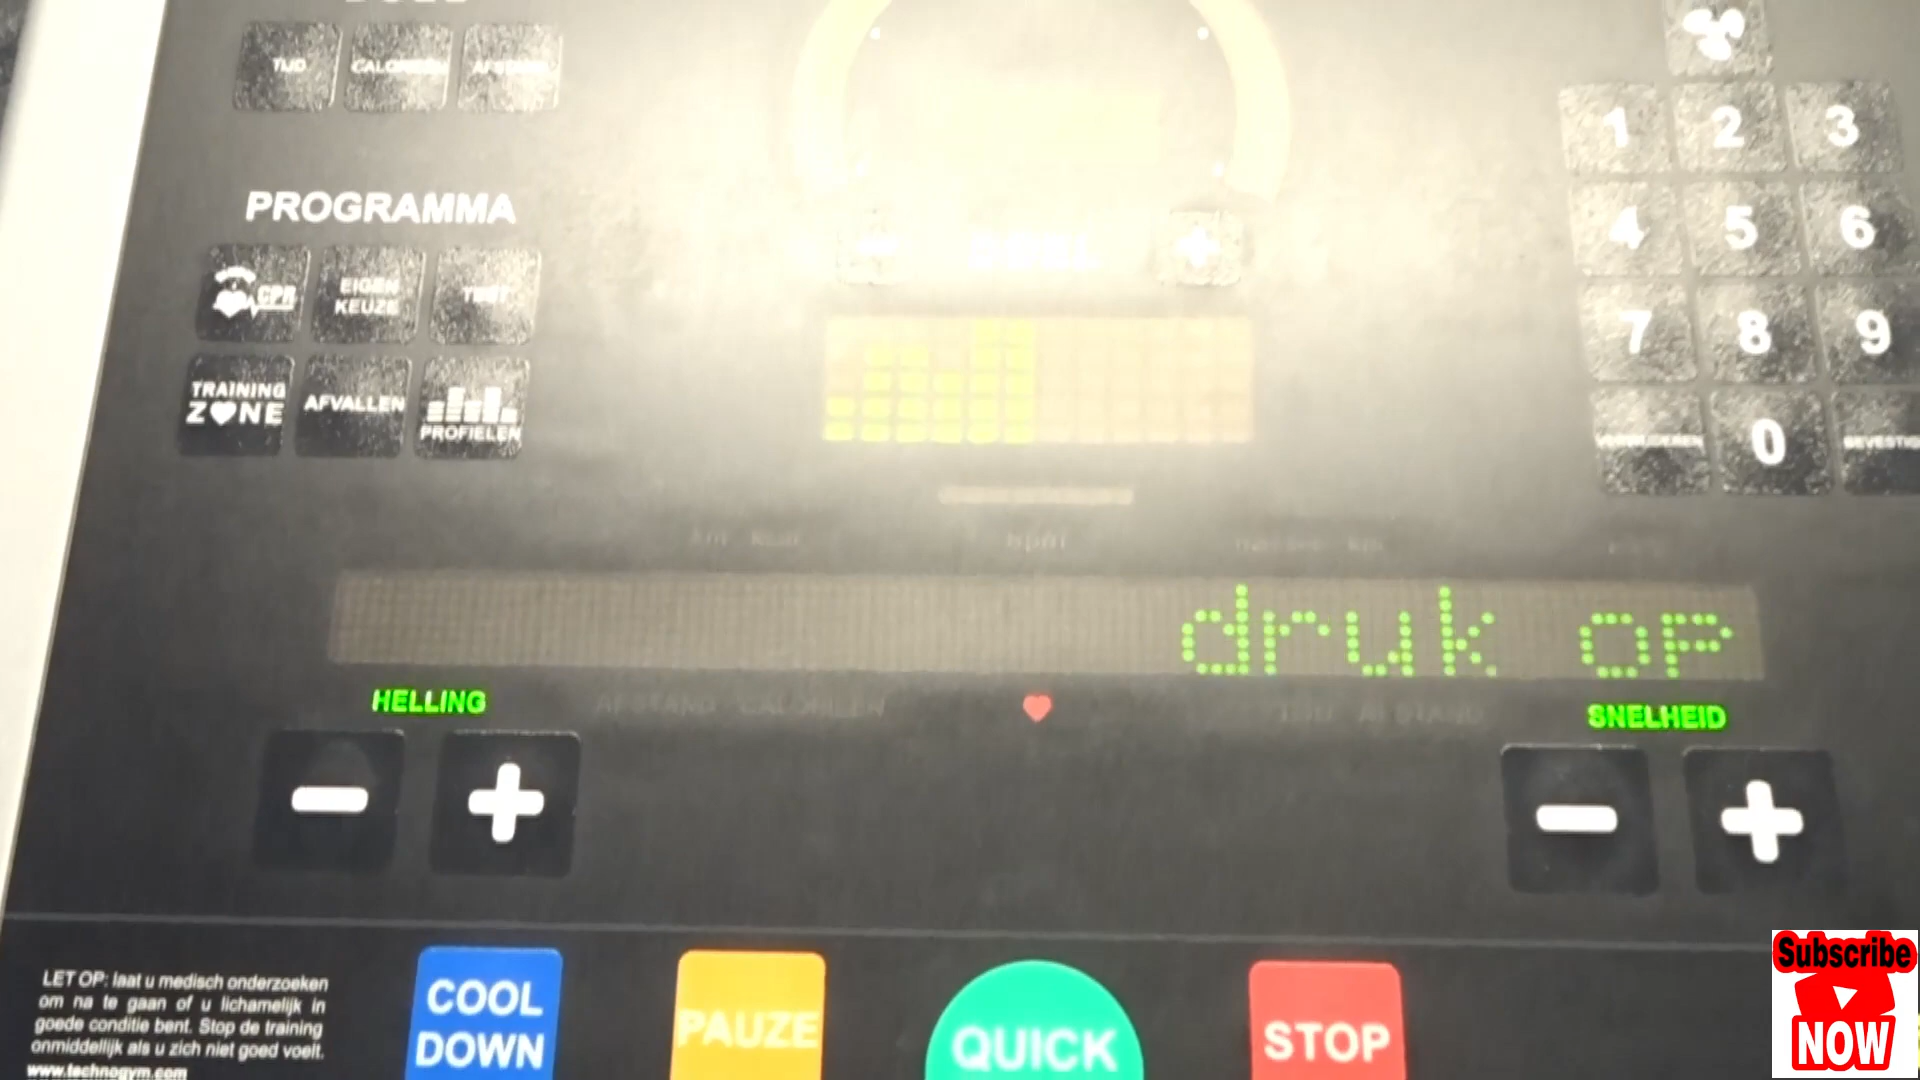 TIJD
PROGRAMMA
CPR
EIGEN
KEUZE
TEST
TRAINING
ZONE
AFVALLEN
PROFIELEN
1 2 3
4 5 6
7 8 9
0
druk op
HELLING
AFSTAND CALORIEEN
SNELHEID
LET OP: laat u medisch onderzoeken
om na te gaan of u lichamelijk in
goede conditie bent. Stop de training
onmiddellijk als u zich niet goed voelt.
www.technogym.com
COOL
DOWN
PAUZE
QUICK
STOP
Subscribe
NOW